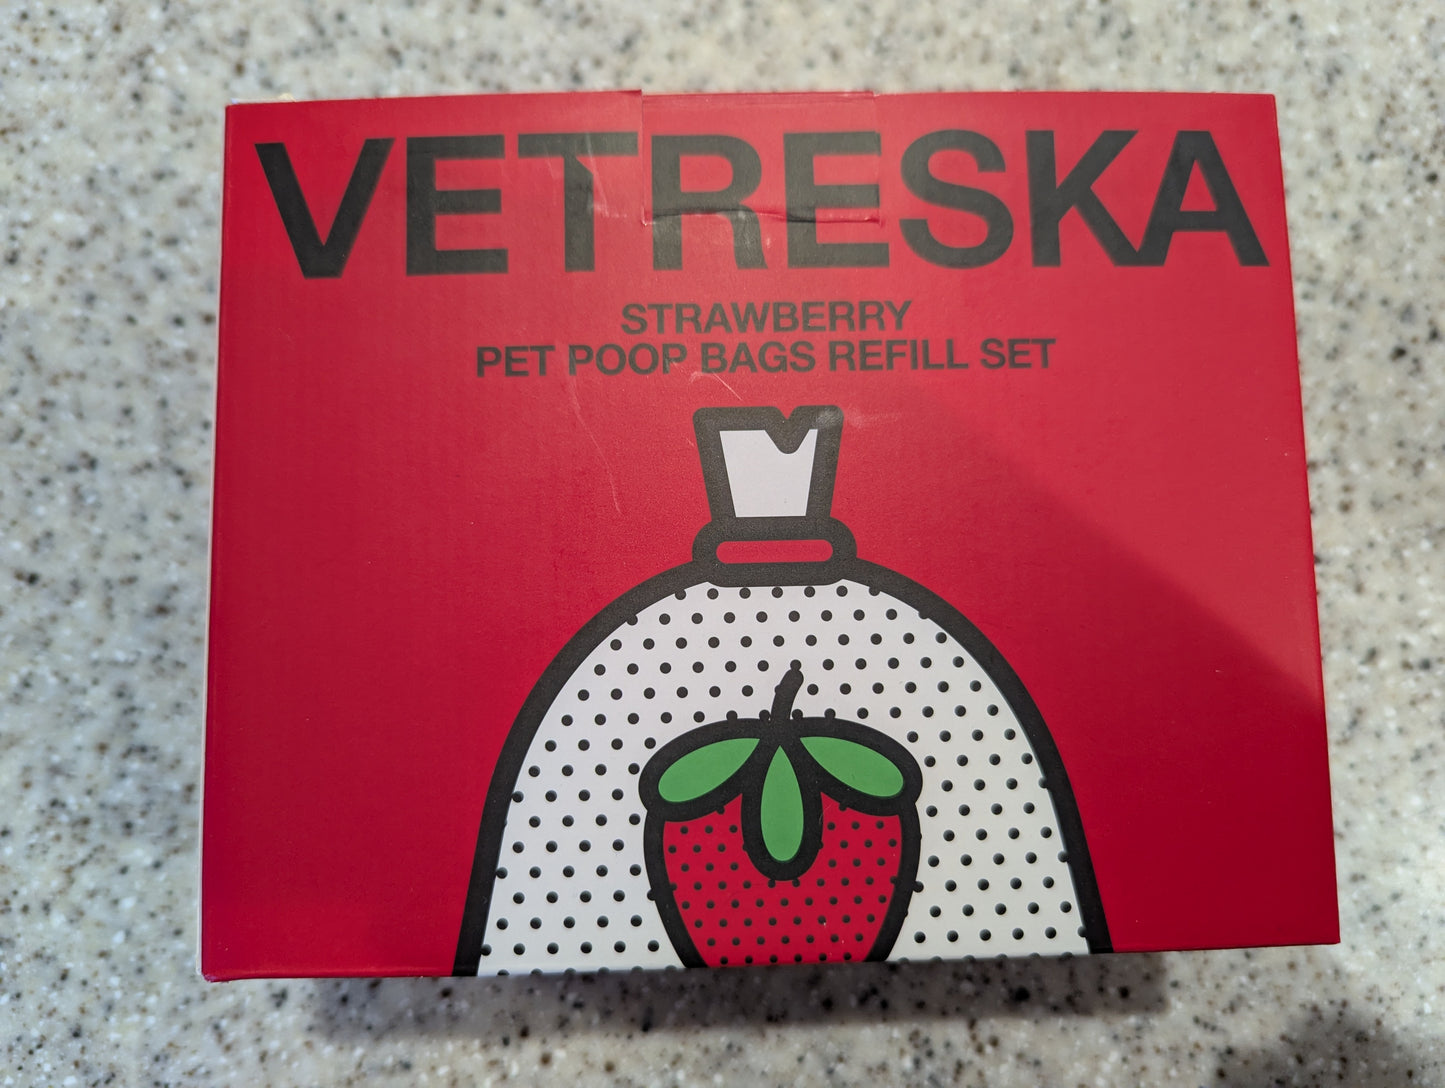 VETRESKA
STRAWBERRY
PET POOP BAGS REFILL SET